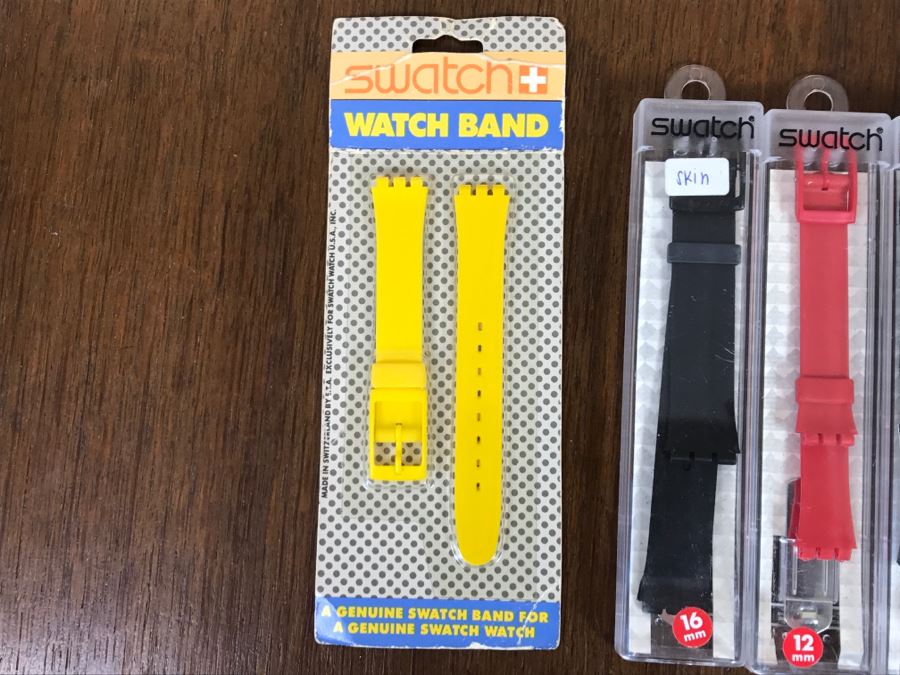 swatch
WATCH BAND
MADE IN SWITZERLAND BY E.T.A. EXCLUSIVELY FOR SWATCH WATCH U.S.A., INC.
A GENUINE SWATCH BAND FOR
A GENUINE SWATCH WATCH
swatch®
skin
16
mm
swatch®
12
mm